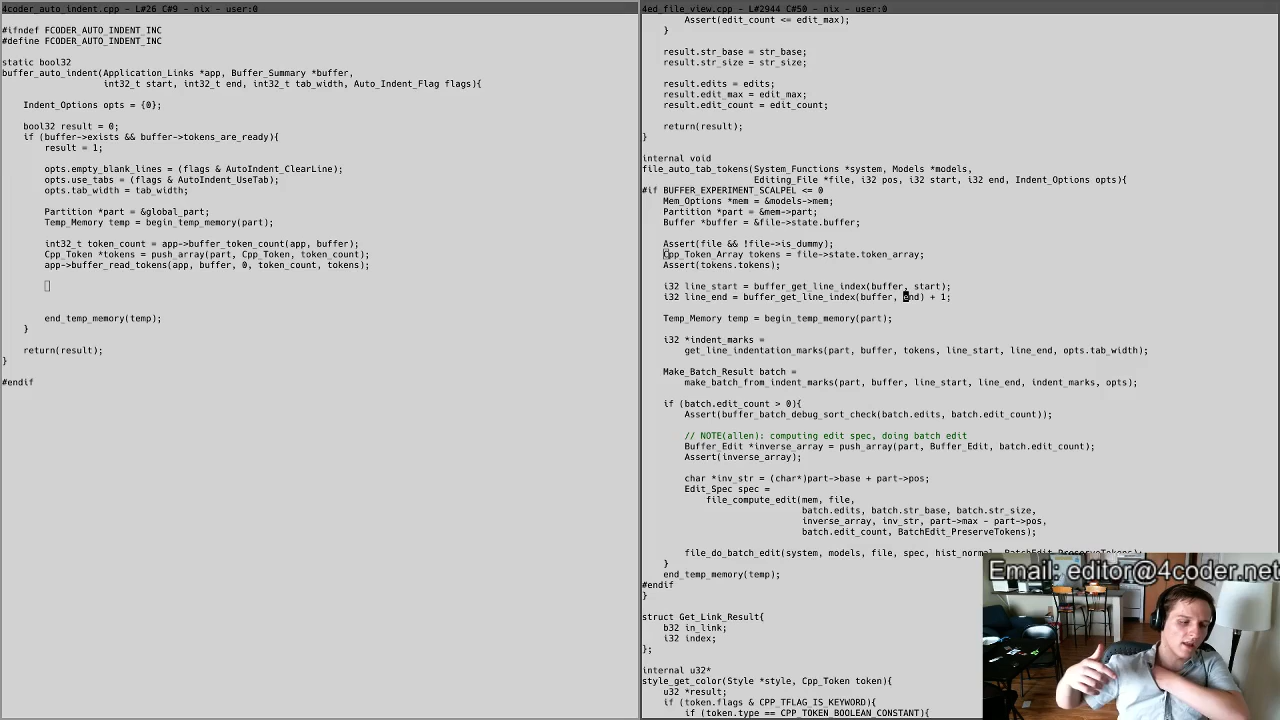 4coder_auto_indent.cpp - L#26 C#9 - nix - user:0
#ifndef FCODER_AUTO_INDENT_INC
#define FCODER_AUTO_INDENT_INC
static bool32
buffer_auto_indent(Application_Links *app, Buffer_Summary *buffer,
int32_t start, int32_t end, int32_t tab_width, Auto_Indent_Flag flags){
Indent_Options opts = {0};
bool32 result = 0;
if (buffer->exists && buffer->tokens_are_ready){
result = 1;
opts.empty_blank_lines = (flags & AutoIndent_ClearLine);
opts.use_tabs = (flags & AutoIndent_UseTab);
opts.tab_width = tab_width;
Partition *part = &global_part;
Temp_Memory temp = begin_temp_memory(part);
int32_t token_count = app->buffer_token_count(app, buffer);
Cpp_Token *tokens = push_array(part, Cpp_Token, token_count);
app->buffer_read_tokens(app, buffer, 0, token_count, tokens);
end_temp_memory(temp);
}
return(result);
}
#endif
4ed_file_view.cpp - L#2944 C#50 - nix - user:0
Assert(edit_count <= edit_max);
}
result.str_base = str_base;
result.str_size = str_size;
result.edits = edits;
result.edit_max = edit_max;
result.edit_count = edit_count;
return(result);
}
internal void
file_auto_tab_tokens(System_Functions *system, Models *models,
Editing_File *file, i32 pos, i32 start, i32 end, Indent_Options opts){
#if BUFFER_EXPERIMENT_SCALPEL <= 0
Mem_Options *mem = &models->mem;
Partition *part = &mem->part;
Buffer *buffer = &file->state.buffer;
Assert(file && !file->is_dummy);
Cpp_Token_Array tokens = file->state.token_array;
Assert(tokens.tokens);
i32 line_start = buffer_get_line_index(buffer, start);
i32 line_end = buffer_get_line_index(buffer, end) + 1;
Temp_Memory temp = begin_temp_memory(part);
i32 *indent_marks =
get_line_indentation_marks(part, buffer, tokens, line_start, line_end, opts.tab_width);
Make_Batch_Result batch =
make_batch_from_indent_marks(part, buffer, line_start, line_end, indent_marks, opts);
if (batch.edit_count > 0){
Assert(buffer_batch_debug_sort_check(batch.edits, batch.edit_count));
// NOTE(allen): computing edit spec, doing batch edit
Buffer_Edit *inverse_array = push_array(part, Buffer_Edit, batch.edit_count);
Assert(inverse_array);
char *inv_str = (char*)part->base + part->pos;
Edit_Spec spec =
file_compute_edit(mem, file,
batch.edits, batch.str_base, batch.str_size,
inverse_array, inv_str, part->max - part->pos,
batch.edit_count, BatchEdit_PreserveTokens);
file_do_batch_edit(system, models, file, spec, hist_normal, BatchEdit_PreserveTokens);
}
end_temp_memory(temp);
#endif
}
struct Get_Link_Result{
b32 in_link;
i32 index;
};
internal u32*
style_get_color(Style *style, Cpp_Token token){
u32 *result;
if (token.flags & CPP_TFLAG_IS_KEYWORD){
if (token.type == CPP_TOKEN_BOOLEAN_CONSTANT){
Email: editor@4coder.net